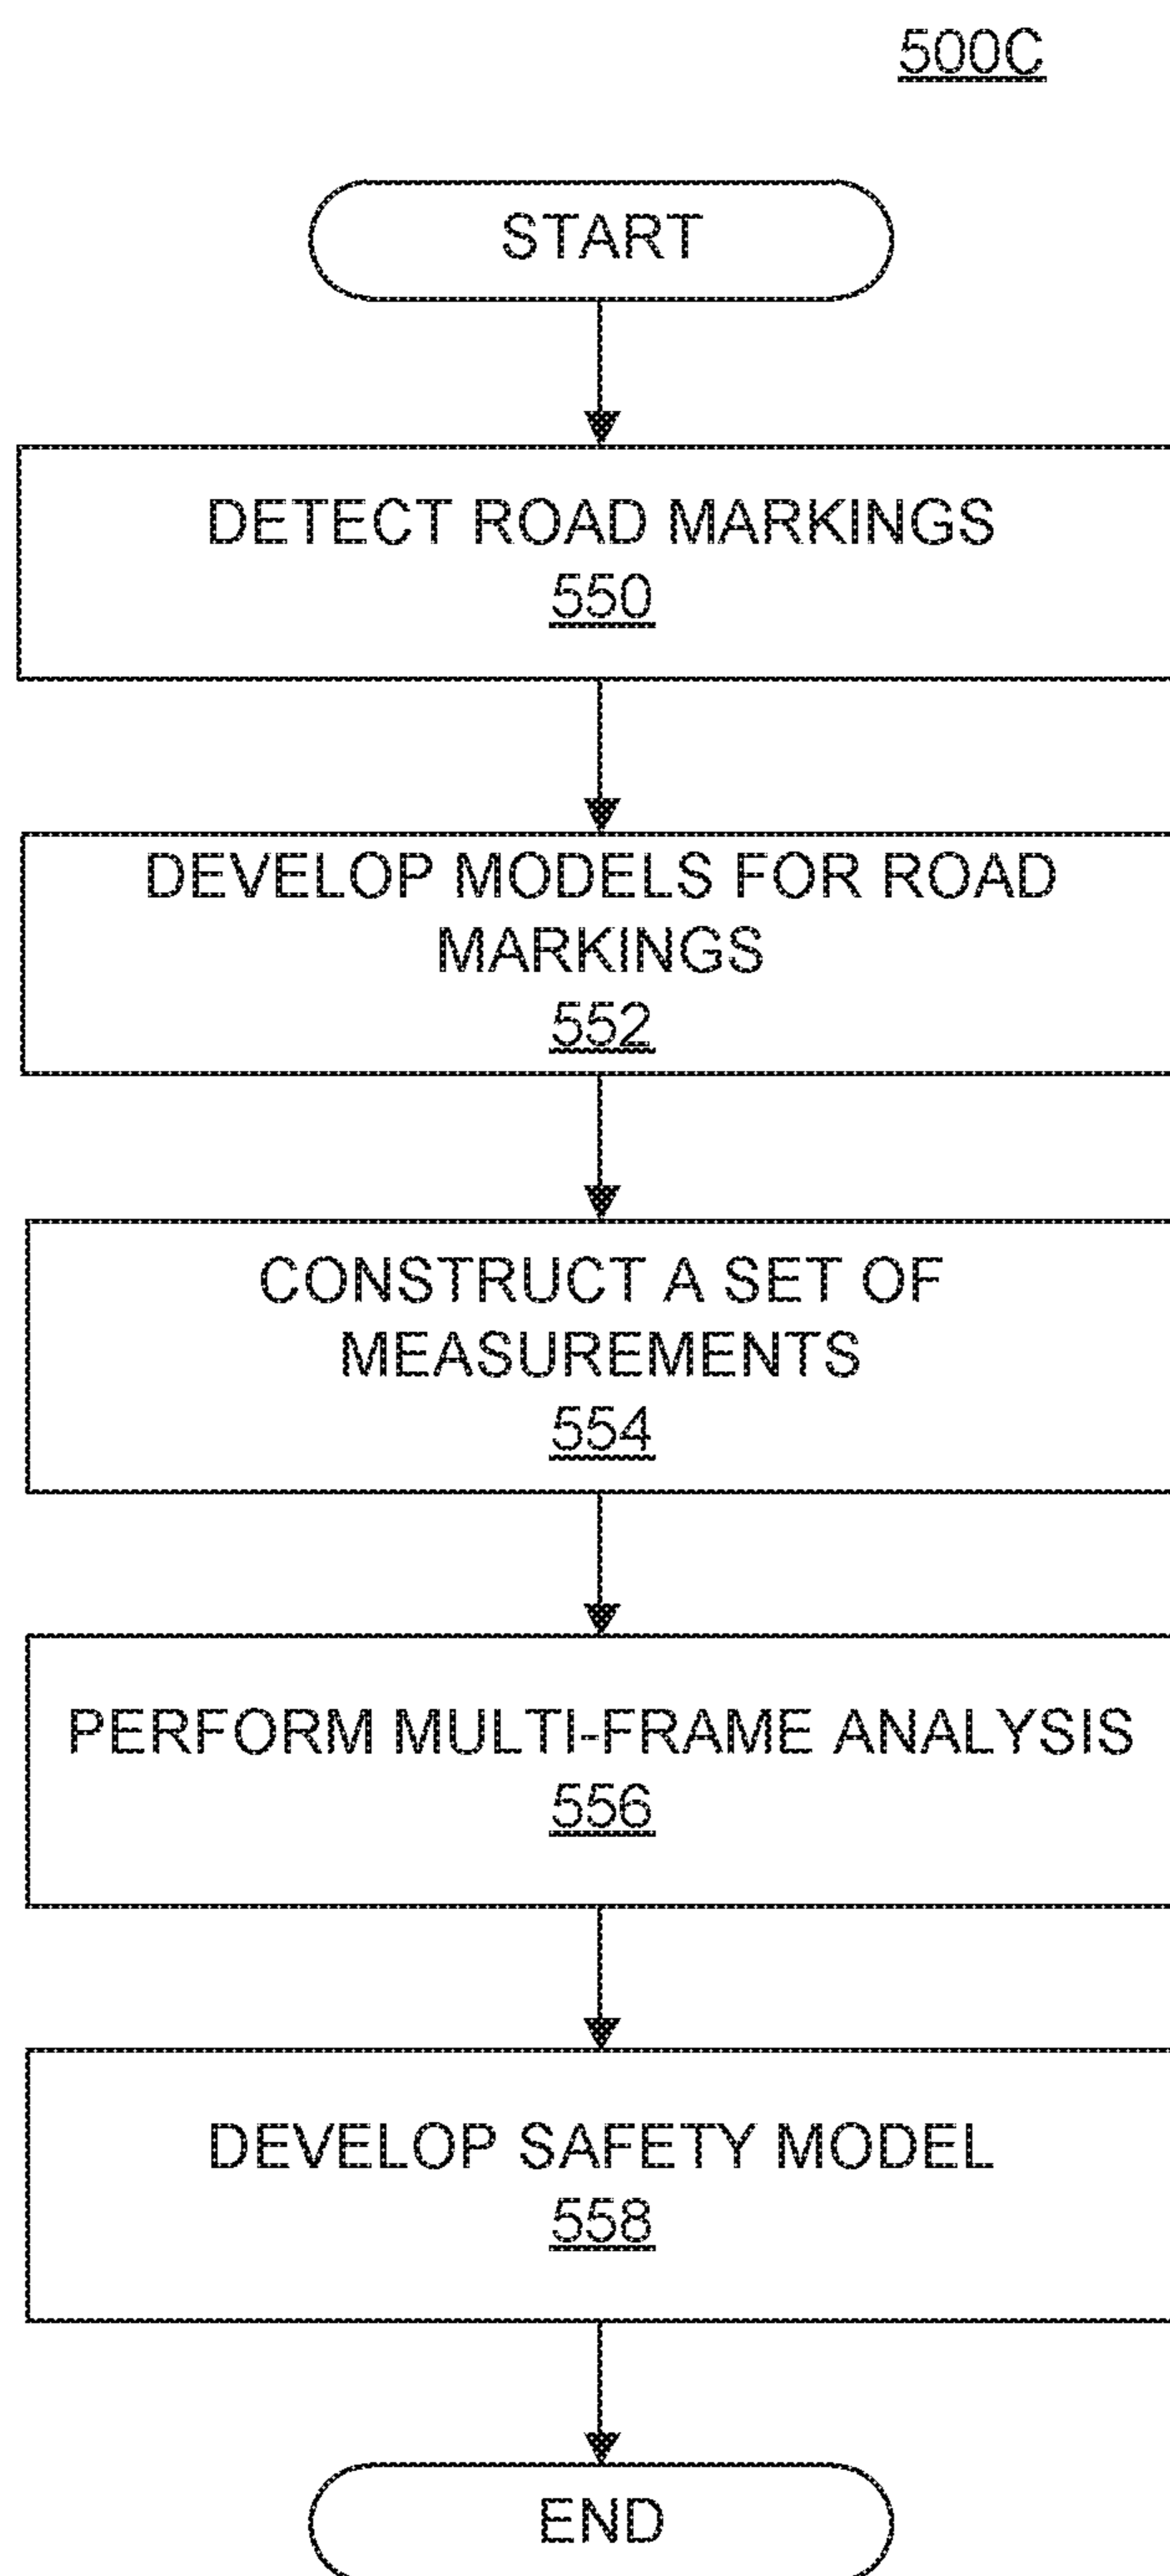 500C
START
DETECT ROAD MARKINGS
550
DEVELOP MODELS FOR ROAD
MARKINGS
552
CONSTRUCT A SET OF
MEASUREMENTS
554
PERFORM MULTI-FRAME ANALYSIS
556
DEVELOP SAFETY MODEL
558
END